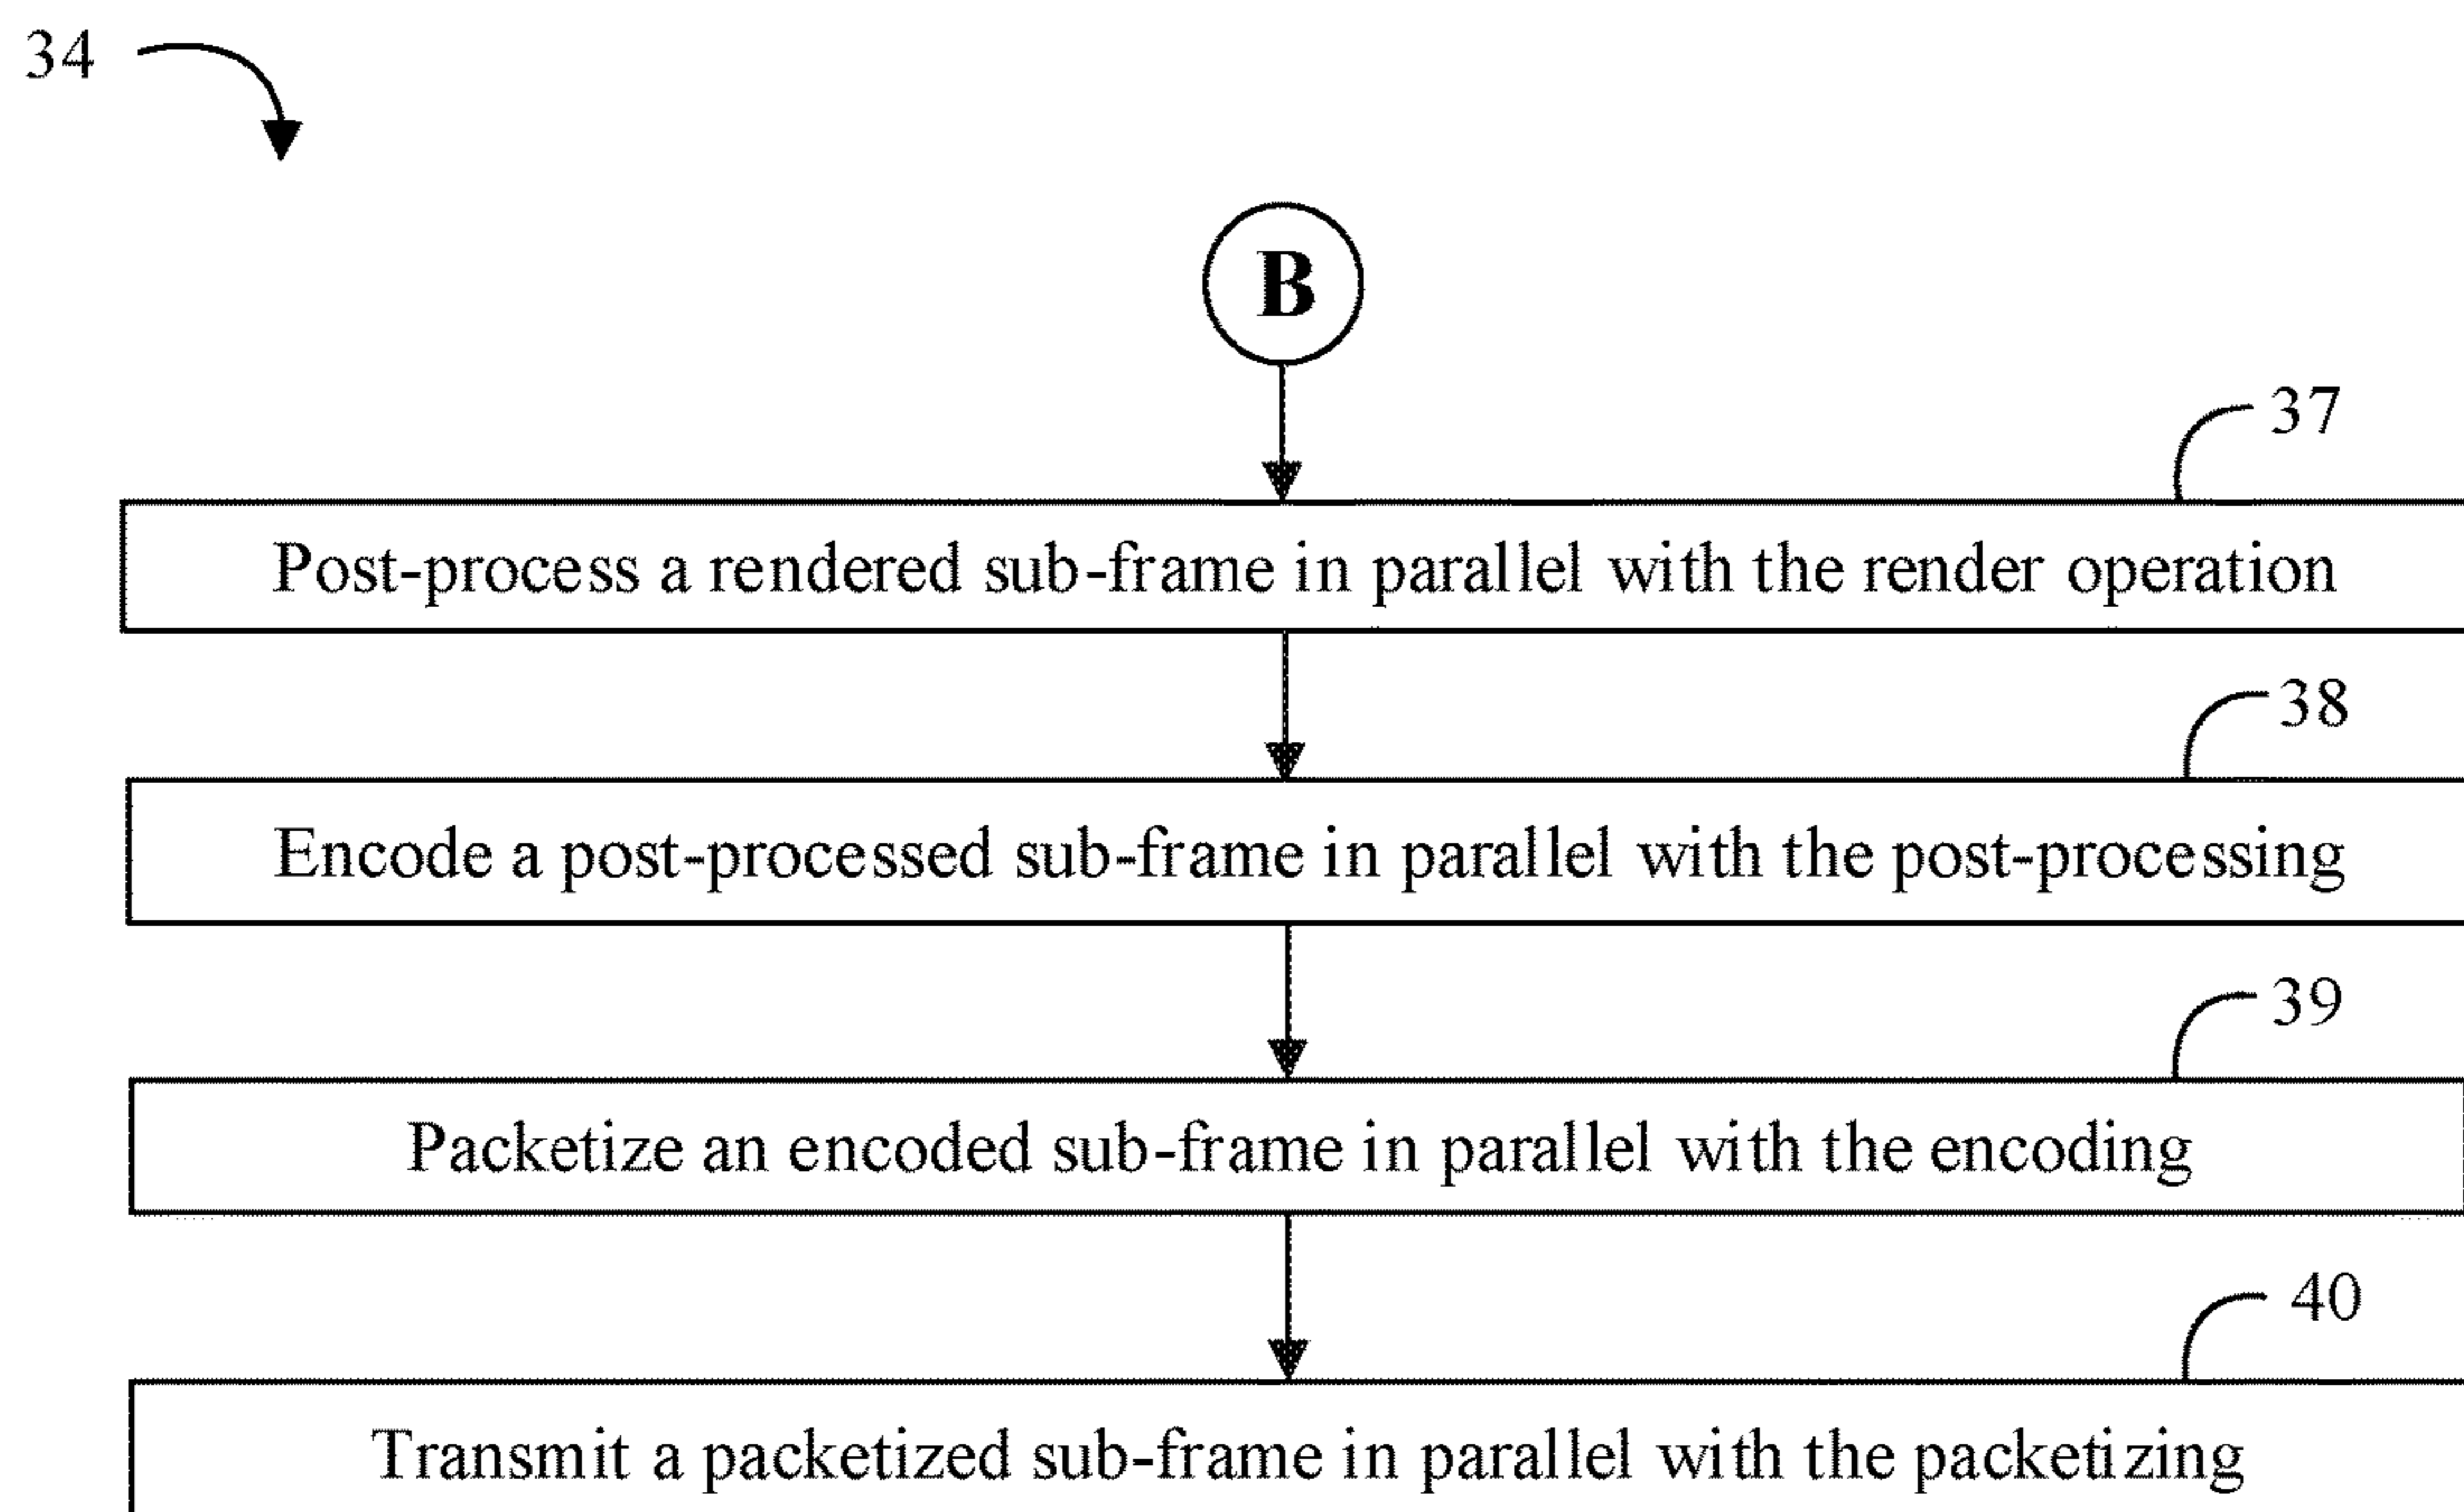 34
B
37
Post-process a rendered sub-frame in parallel with the render operation
38
Encode a post-processed sub-frame in parallel with the post-processing
39
Packetize an encoded sub-frame in parallel with the encoding
40
Transmit a packetized sub-frame in parallel with the packetizing